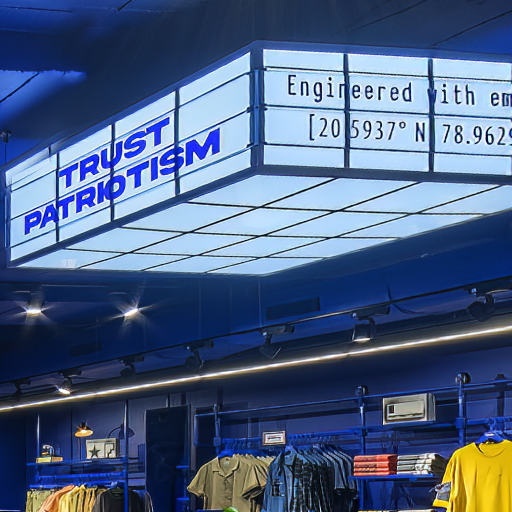 TRUST
PATRIOTISM
Engineered with em
[20 5937° N 78.9629